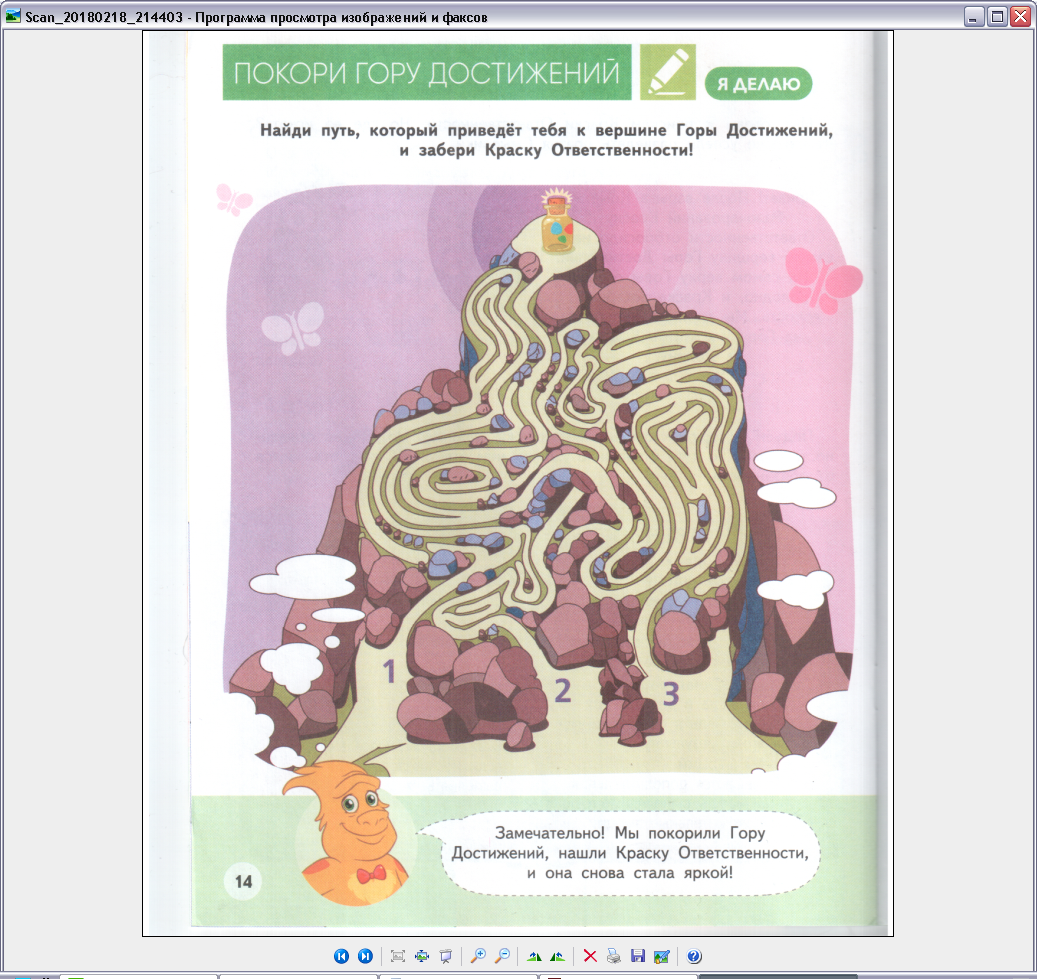 Scan_20180218_214403 - Программа просмотра изображений и факсов
ПОКОРИ ГОРУ ДОСТИЖЕНИЙ
Я ДЕЛАЮ
Найди путь, который приведёт тебя к вершине Горы Достижений,
и забери Краску Ответственности!
1
2
3
Замечательно! Мы покорили Гору
Достижений, нашли Краску Ответственности,
и она снова стала яркой!
14